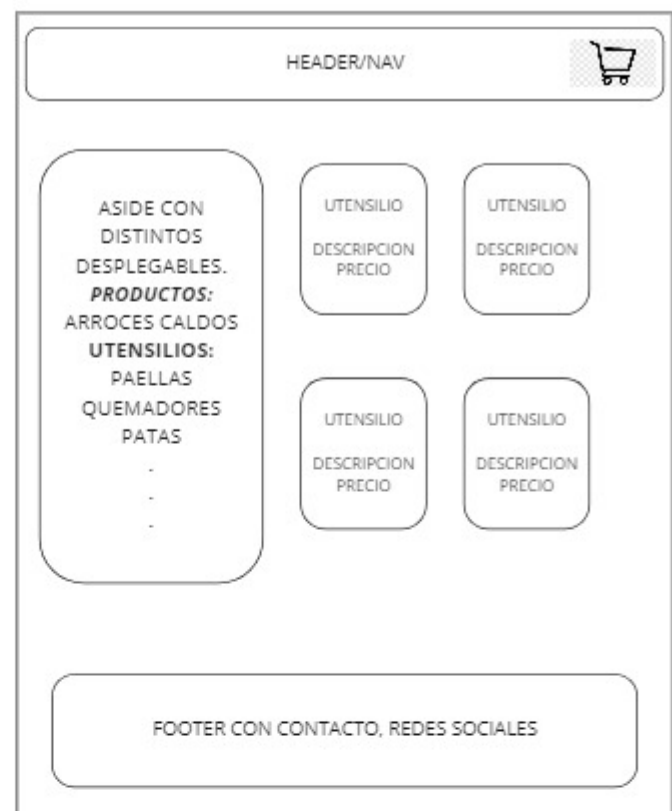 HEADER/NAV
ASIDE CON
DISTINTOS
DESPLEGABLES.
PRODUCTOS:
ARROCES CALDOS
UTENSILIOS:
PAELLAS
QUEMADORES
PATAS
.
.
.
UTENSILIO
DESCRIPCION
PRECIO
UTENSILIO
DESCRIPCION
PRECIO
UTENSILIO
DESCRIPCION
PRECIO
UTENSILIO
DESCRIPCION
PRECIO
FOOTER CON CONTACTO, REDES SOCIALES